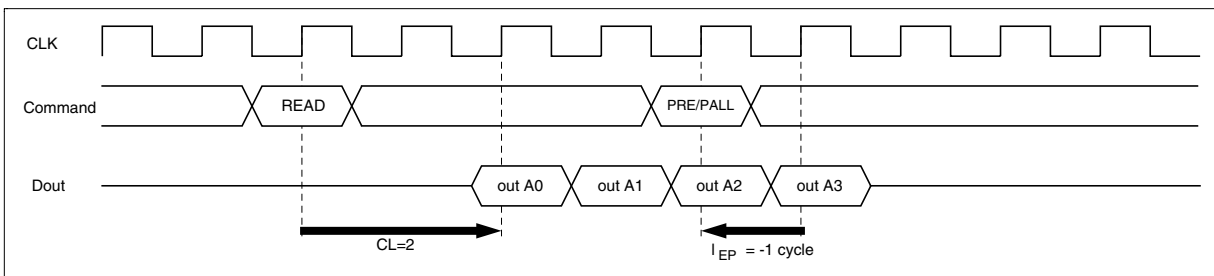 CLK
Command
READ
PRE/PALL
Dout
out A0
out A1
out A2
out A3
CL=2
l EP = -1 cycle